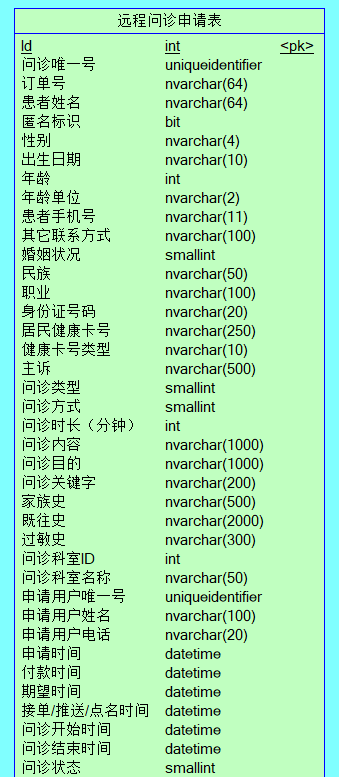 远程问诊申请表
Id int <pk>
问诊唯一号 uniqueidentifier
订单号 nvarchar(64)
患者姓名 nvarchar(64)
匿名标识 bit
性别 nvarchar(4)
出生日期 nvarchar(10)
年龄 int
年龄单位 nvarchar(2)
患者手机号 nvarchar(11)
其它联系方式 nvarchar(100)
婚姻状况 smallint
民族 nvarchar(50)
职业 nvarchar(100)
身份证号码 nvarchar(20)
居民健康卡号 nvarchar(250)
健康卡号类型 nvarchar(10)
主诉 nvarchar(500)
问诊类型 smallint
问诊方式 smallint
问诊时长（分钟） int
问诊内容 nvarchar(1000)
问诊目的 nvarchar(1000)
问诊关键字 nvarchar(200)
家族史 nvarchar(500)
既往史 nvarchar(2000)
过敏史 nvarchar(300)
问诊科室ID int
问诊科室名称 nvarchar(50)
申请用户唯一号 uniqueidentifier
申请用户姓名 nvarchar(100)
申请用户电话 nvarchar(20)
申请时间 datetime
付款时间 datetime
期望时间 datetime
接单/推送/点名时间 datetime
问诊开始时间 datetime
问诊结束时间 datetime
问诊状态 smallint